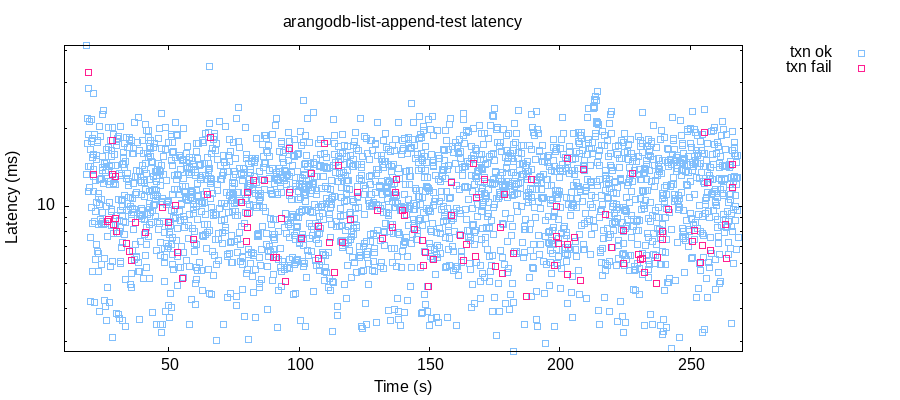 arangodb-list-append-test latency
txn ok
txn fail
Latency (ms)
10
50
100
150
200
250
Time (s)